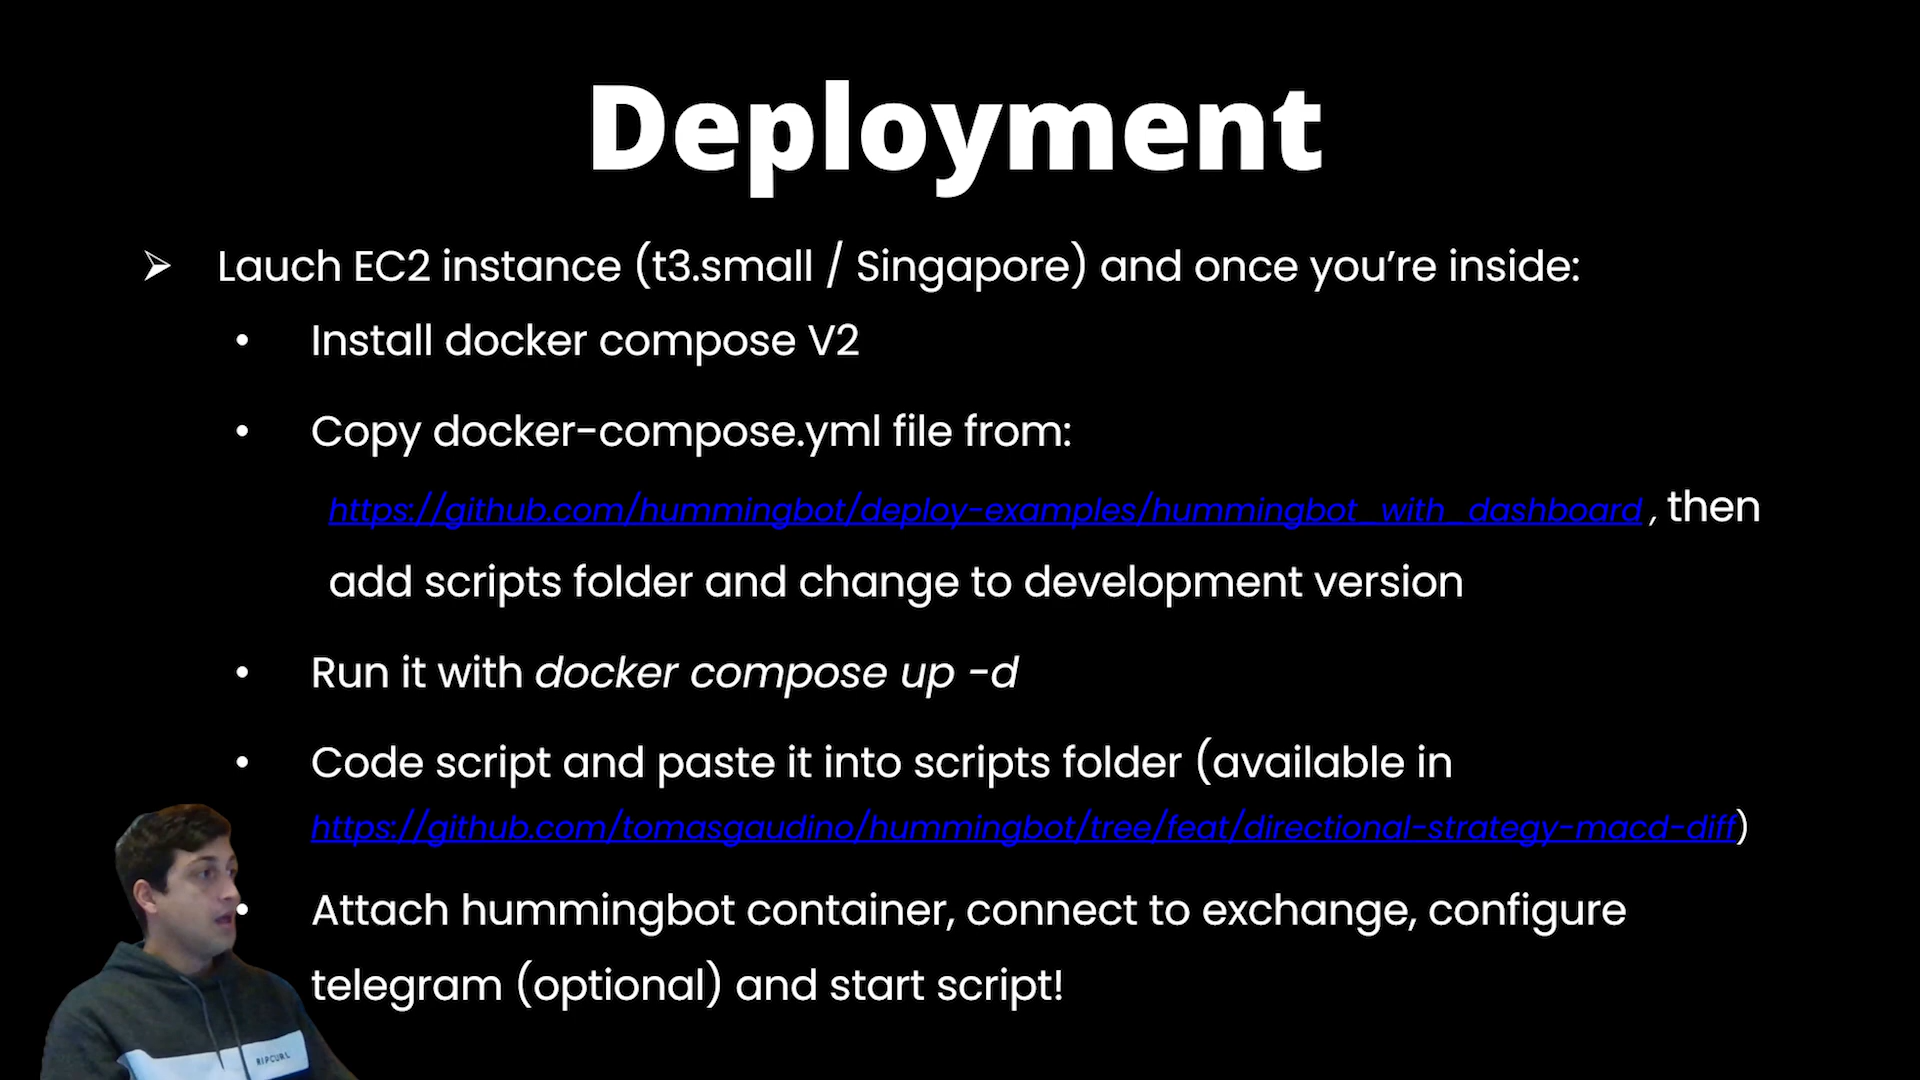 Deployment
➢ Lauch EC2 instance (t3.small / Singapore) and once you’re inside:
• Install docker compose V2
• Copy docker-compose.yml file from:
https://github.com/hummingbot/deploy-examples/hummingbot_with_dashboard , then
add scripts folder and change to development version
• Run it with docker compose up -d
• Code script and paste it into scripts folder (available in
https://github.com/tomasgaudino/hummingbot/tree/feat/directional-strategy-macd-diff)
• Attach hummingbot container, connect to exchange, configure
telegram (optional) and start script!
RIPCURL